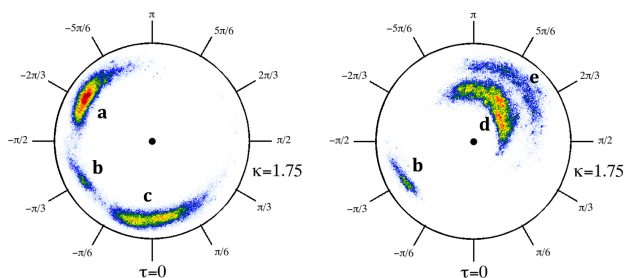 π π
−5π/6 5π/6 −5π/6 5π/6
−2π/3 2π/3 −2π/3 2π/3
e
a d
−π/2 π/2 −π/2 π/2
b κ=1.75 b κ=1.75
c
−π/3 π/3 −π/3 π/3
−π/6 π/6 −π/6 π/6
τ=0 τ=0